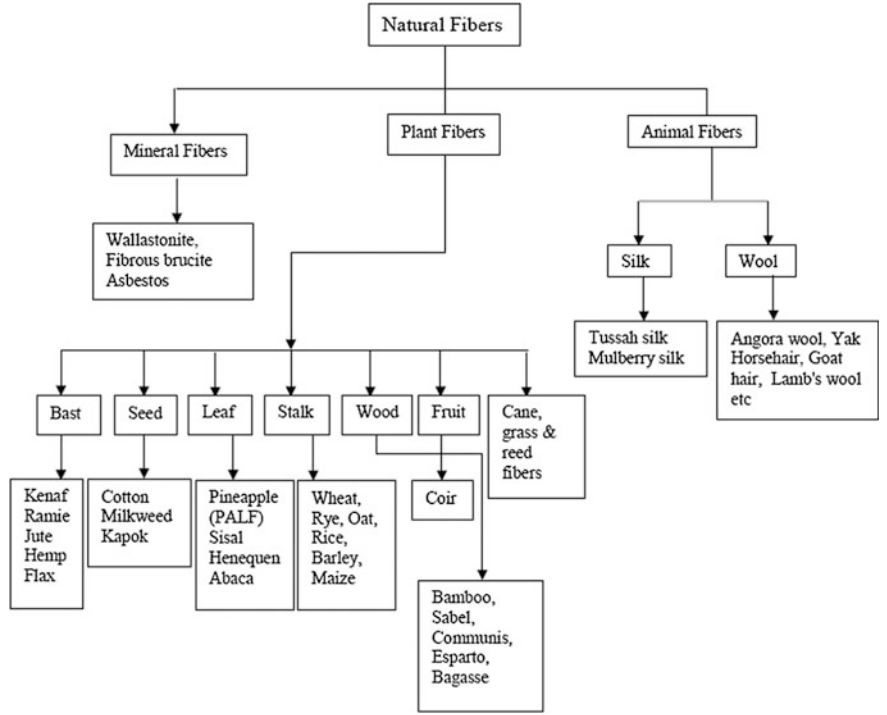 Natural Fibers
Mineral Fibers
Plant Fibers
Animal Fibers
Wallastonite,
Fibrous brucite
Asbestos
Silk
Wool
Tussah silk
Mulberry silk
Angora wool, Yak
Horsehair, Goat
hair, Lamb's wool
etc
Bast
Seed
Leaf
Stalk
Wood
Fruit
Cane,
grass &
reed
fibers
Kenaf
Ramie
Jute
Hemp
Flax
Cotton
Milkweed
Kapok
Pineapple
(PALF)
Sisal
Henequen
Abaca
Wheat,
Rye, Oat,
Rice,
Barley,
Maize
Coir
Bamboo,
Sabel,
Communis,
Esparto,
Bagasse